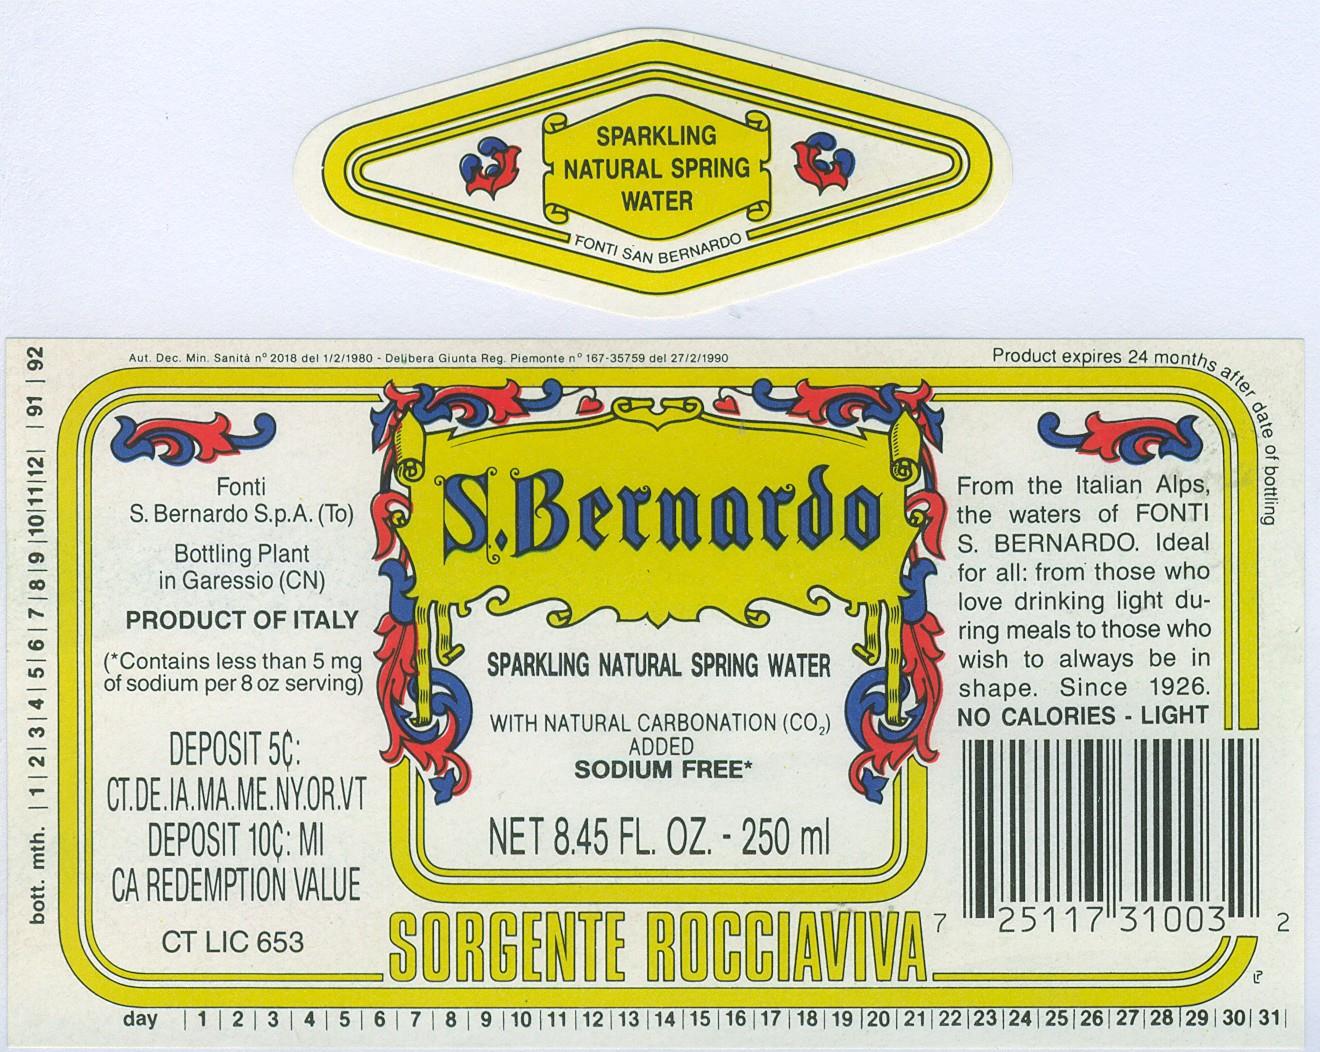 SPARKLING
NATURAL SPRING
WATER
FONTI SAN BERNARDO
Aut. Dec. Min. Sanità n° 2018 del 1/2/1980 - Delibera Giunta Reg. Piemonte n° 167-35759 del 27/2/1990
Product expires 24 months after date of bottling
bott. mth. | 1 | 2 | 3 | 4 | 5 | 6 | 7 | 8 | 9 | 10 | 11 | 12 | 91 | 92
Fonti
S. Bernardo S.p.A. (To)
Bottling Plant
in Garessio (CN)
PRODUCT OF ITALY
(*Contains less than 5 mg
of sodium per 8 oz serving)
DEPOSIT 5¢:
CT.DE.IA.MA.ME.NY.OR.VT
DEPOSIT 10¢: MI
CA REDEMPTION VALUE
CT LIC 653
S.Bernardo
SPARKLING NATURAL SPRING WATER
WITH NATURAL CARBONATION (CO₂)
ADDED
SODIUM FREE*
NET 8.45 FL. OZ. - 250 ml
SORGENTE ROCCIAVIVA
From the Italian Alps,
the waters of FONTI
S. BERNARDO. Ideal
for all: from those who
love drinking light du-
ring meals to those who
wish to always be in
shape. Since 1926.
NO CALORIES - LIGHT
7 25117 31003 2
day | 1 | 2 | 3 | 4 | 5 | 6 | 7 | 8 | 9 | 10 | 11 | 12 | 13 | 14 | 15 | 16 | 17 | 18 | 19 | 20 | 21 | 22 | 23 | 24 | 25 | 26 | 27 | 28 | 29 | 30 | 31 |